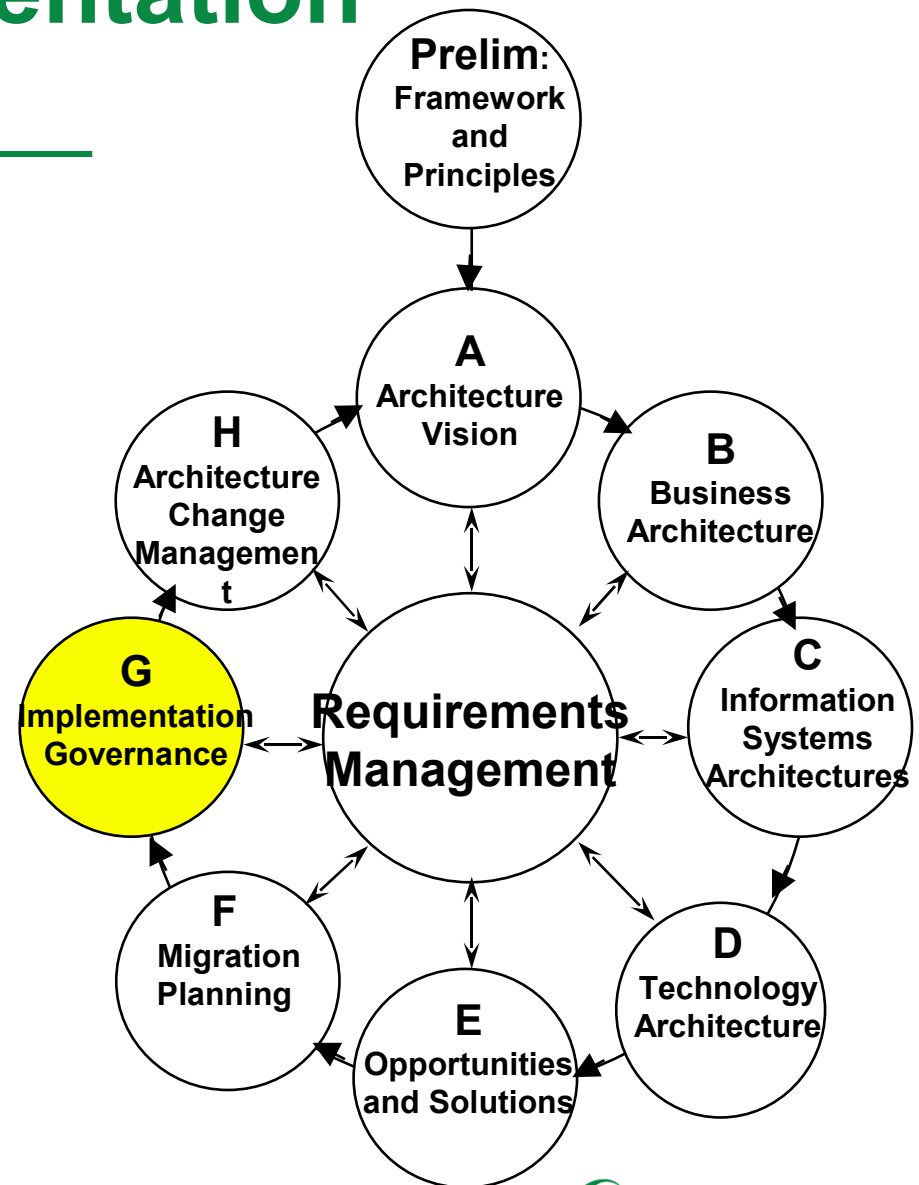 entation
Prelim:
Framework
and
Principles
A
Architecture
Vision
H
Architecture
Change
Managemen
t
B
Business
Architecture
G
Implementation
Governance
Requirements
Management
C
Information
Systems
Architectures
F
Migration
Planning
D
Technology
Architecture
E
Opportunities
and Solutions